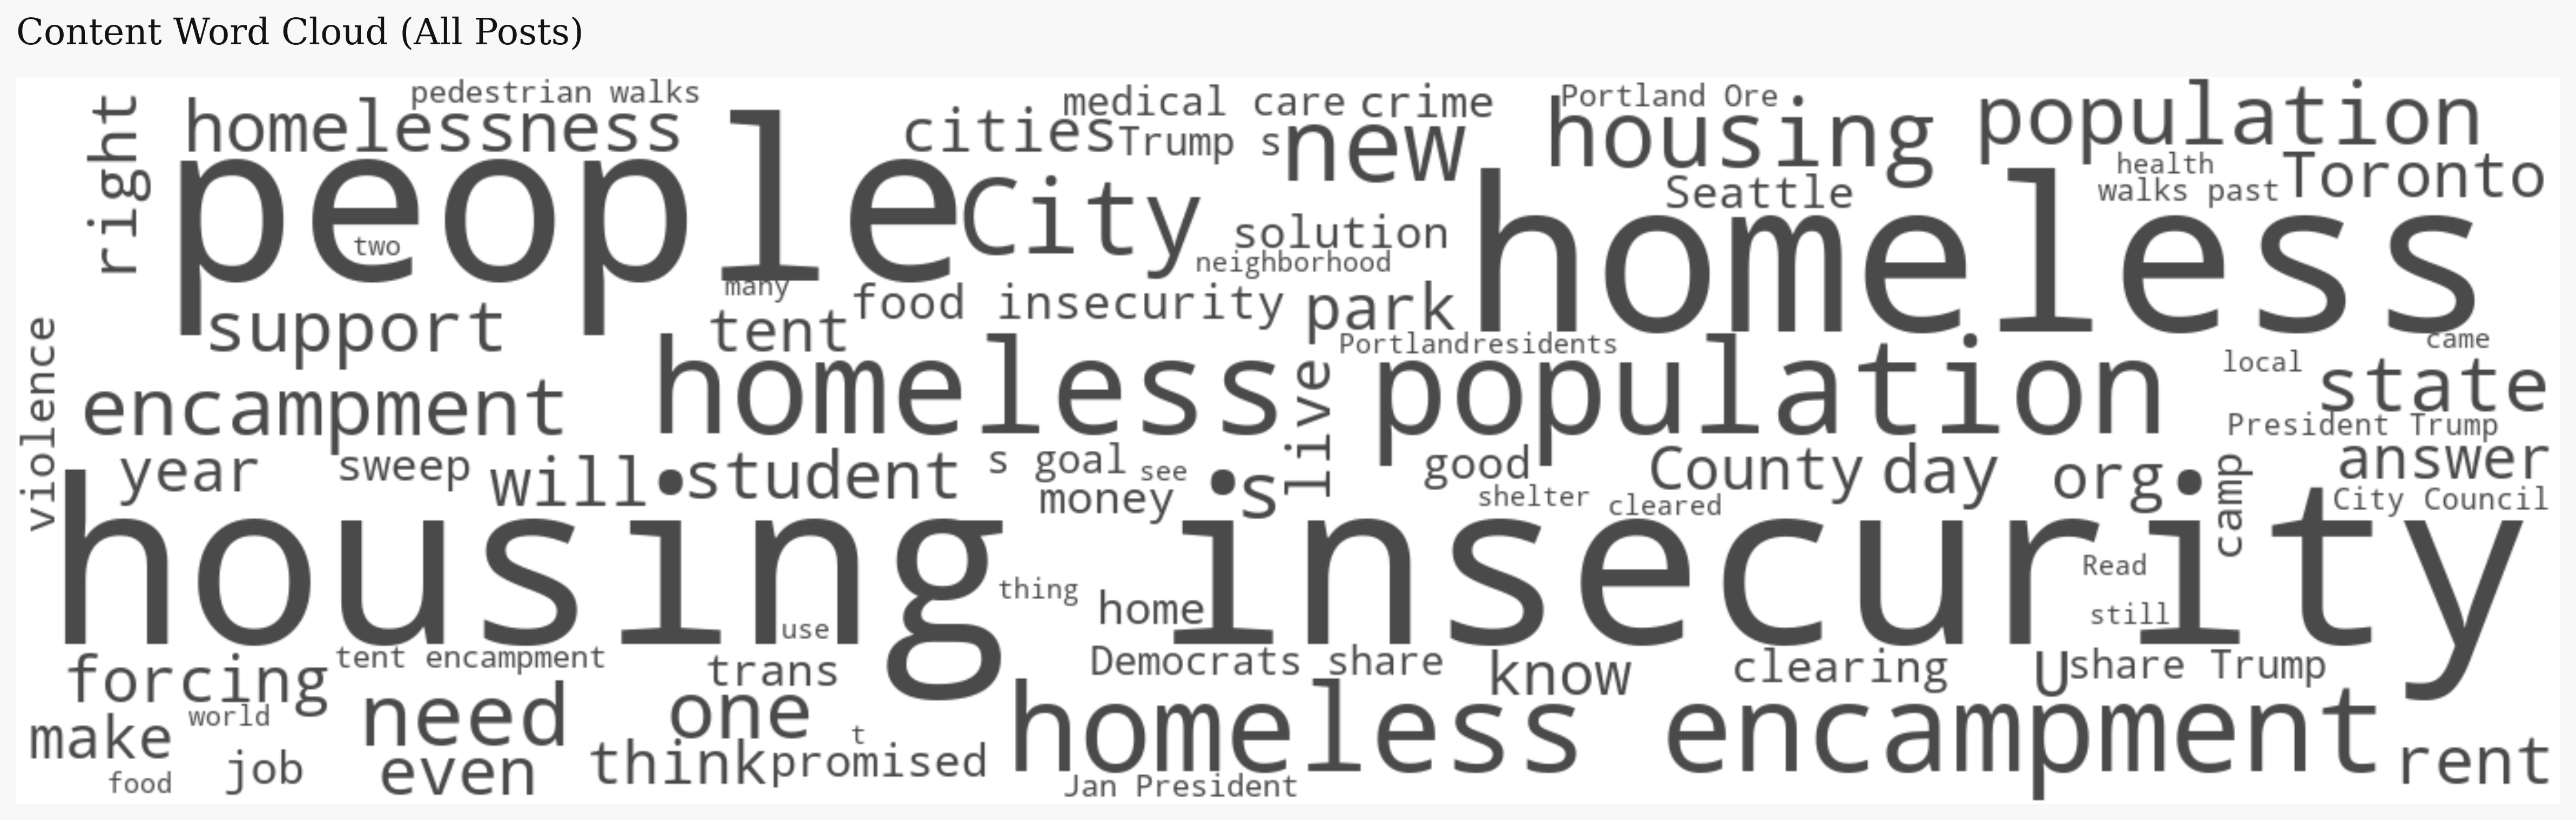 Content Word Cloud (All Posts)
pedestrian walks
medical care
crime
Portland Ore
population
right
homelessness
cities
Trump s
new
housing
health
walks past
Toronto
people
City
Seattle
homeless
two
solution
neighborhood
many
food insecurity
park
support
tent
Portlandresidents
came
violence
encampment
homeless
live
population
local
state
President Trump
year
sweep
will
student
s goal
see
money
s
good
County
day
org
answer
shelter
cleared
camp
City Council
housing insecurity
thing
home
Read
still
use
forcing
tent encampment
trans
Democrats share
know
clearing
U
share Trump
make
world
need
one
homeless encampment
rent
food
job
even
think
promised
t
Jan President